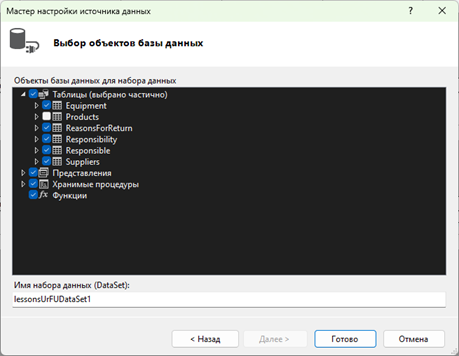 Мастер настройки источника данных
?
Выбор объектов базы данных
Объекты базы данных для набора данных
Таблицы (выбрано частично)
Equipment
Products
ReasonsForReturn
Responsibility
Responsible
Suppliers
Представления
Хранимые процедуры
fx Функции
Имя набора данных (DataSet):
lessonsUrFUDataSet1
< Назад
Далее >
Готово
Отмена